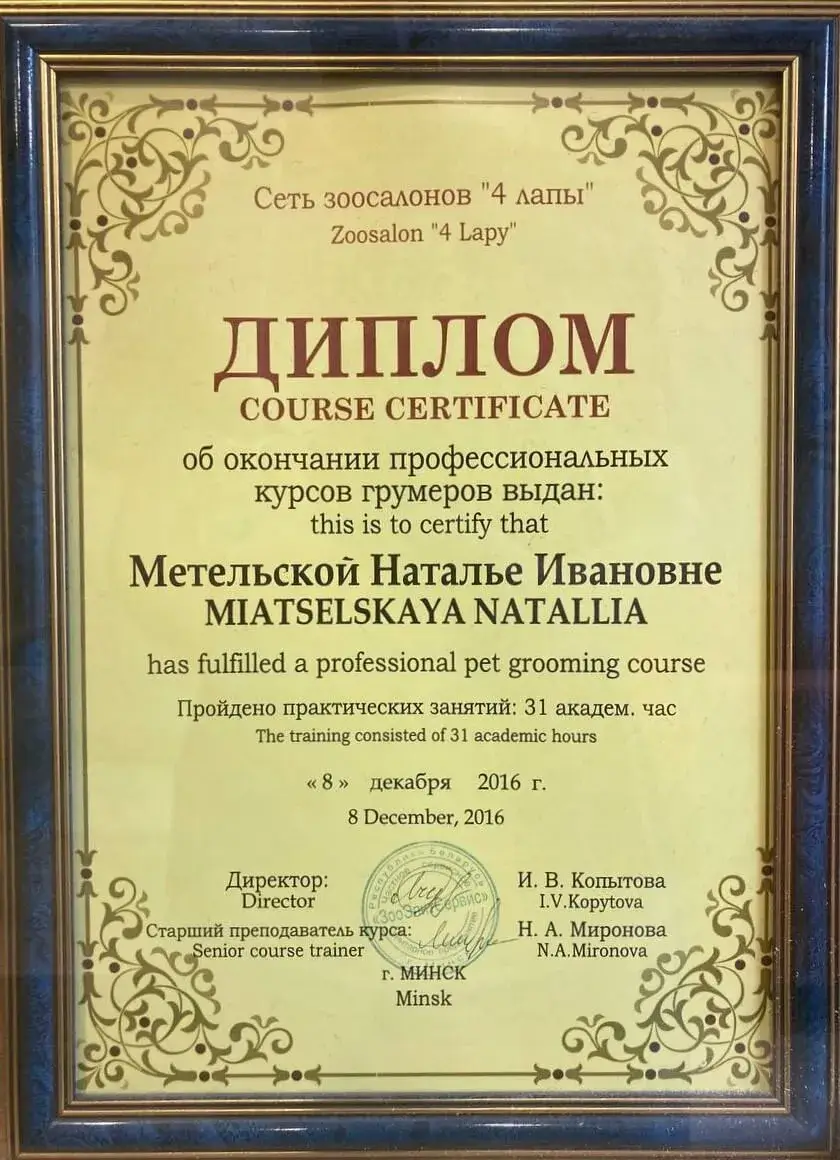 Сеть зоосалонов "4 лапы"
Zoosalon "4 Lapy"
ДИПЛОМ
COURSE CERTIFICATE
об окончании профессиональных
курсов грумеров выдан:
this is to certify that
Метельской Наталье Ивановне
MIATSELSKAYA NATALLIA
has fulfilled a professional pet grooming course
Пройдено практических занятий: 31 академ. час
The training consisted of 31 academic hours
«8» декабря 2016 г.
8 December, 2016
Директор: И. В. Копытова
Director I.V.Kopytova
Старший преподаватель курса: Н. А. Миронова
Senior course trainer N.A.Mironova
г. МИНСК
Minsk
Республика Беларусь